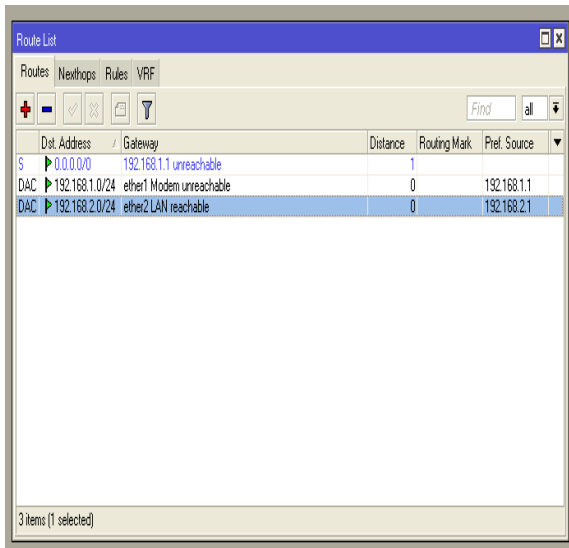 Route List
Routes Nexthops Rules VRF
Find all
Dst. Address / Gateway Distance Routing Mark Pref. Source
S 0.0.0.0/0 192.168.1.1 unreachable 1
DAC 192.168.1.0/24 ether1 Modem unreachable 0 192.168.1.1
DAC 192.168.2.0/24 ether2 LAN reachable 0 192.168.2.1
3 items (1 selected)